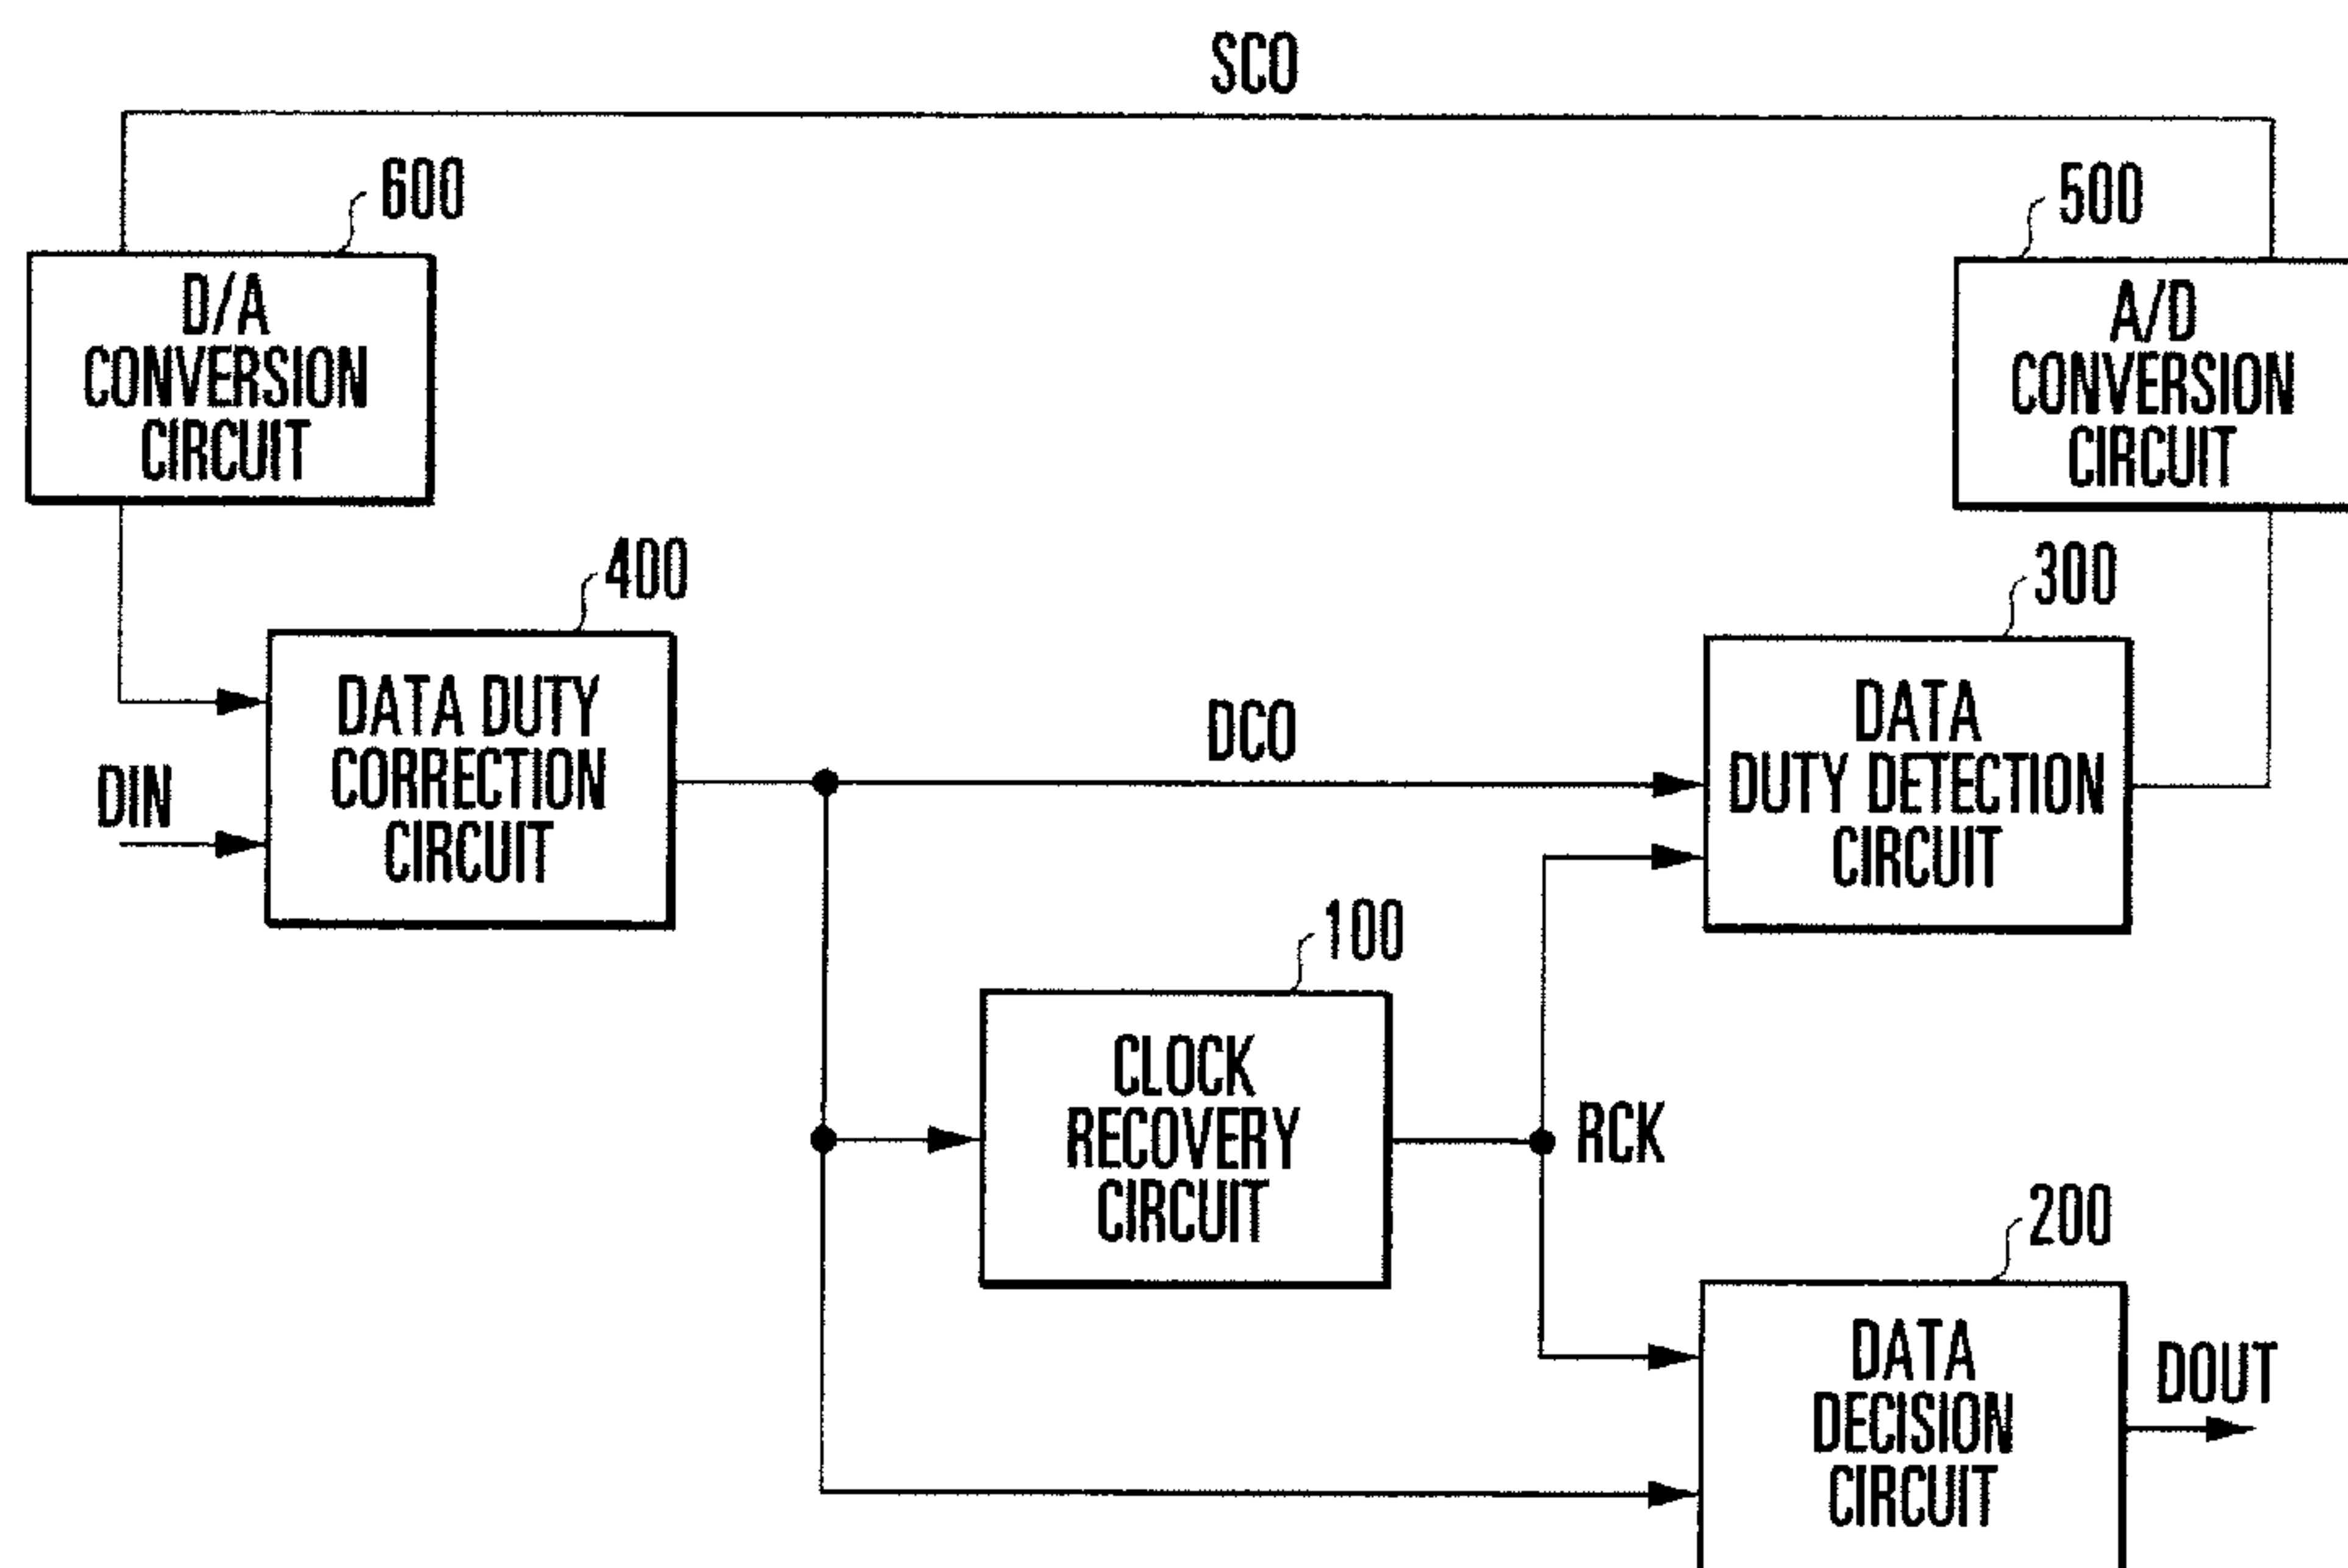 SCO
600
D/A
CONVERSION
CIRCUIT
500
A/D
CONVERSION
CIRCUIT
400
DATA DUTY
CORRECTION
CIRCUIT
DIN
DCO
300
DATA
DUTY DETECTION
CIRCUIT
100
CLOCK
RECOVERY
CIRCUIT
RCK
200
DATA
DECISION
CIRCUIT
DOUT